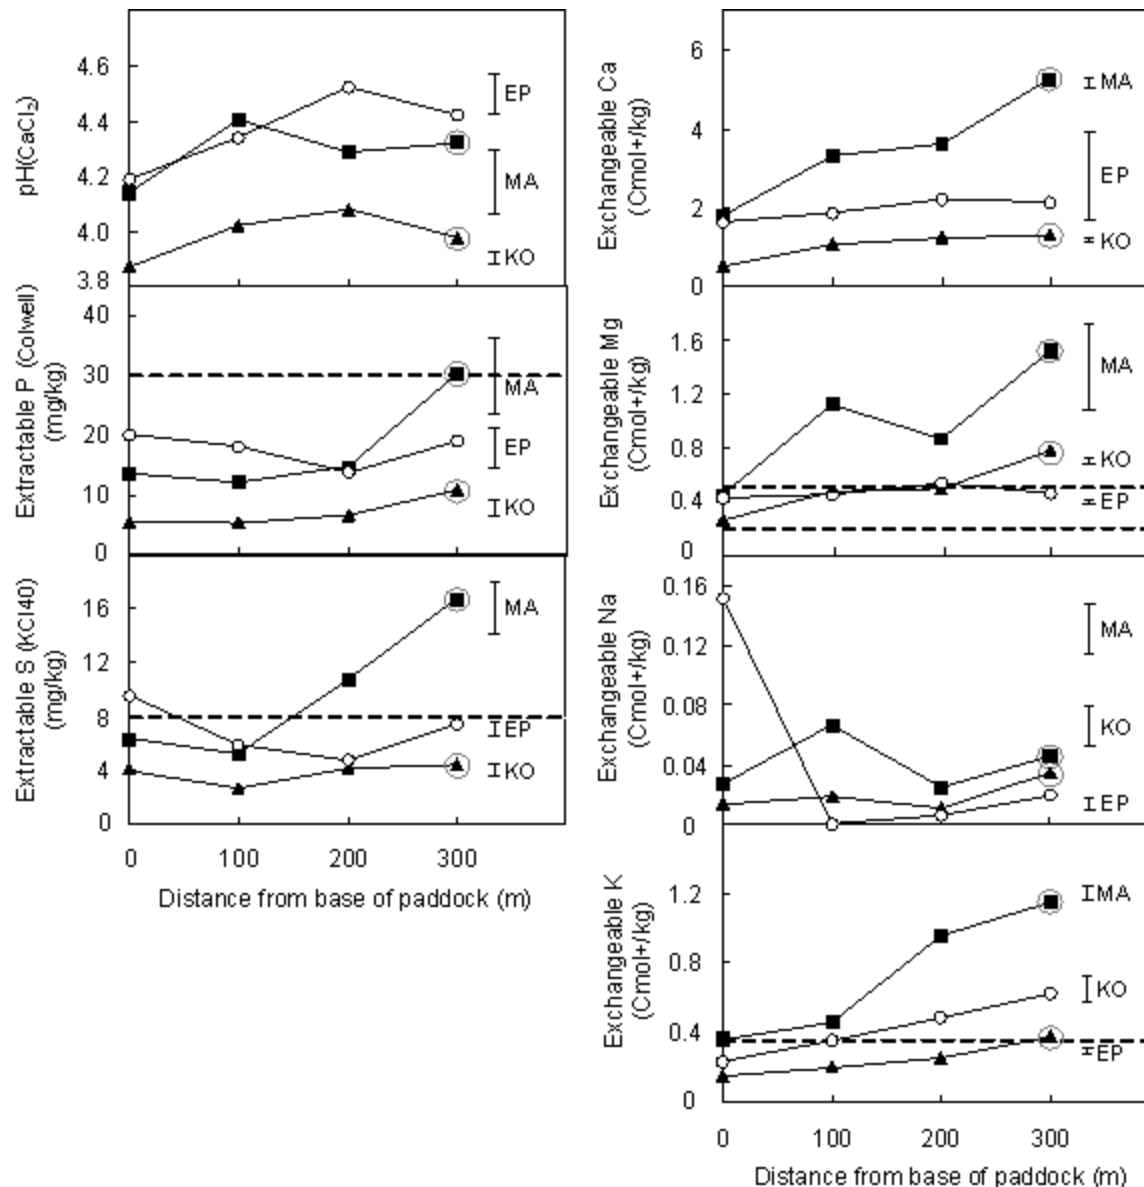 pH(CaCl₂)
4.6
4.4
4.2
4.0
3.8
EP
MA
KO
Extractable P (Colwell)
(mg/kg)
40
30
20
10
0
MA
EP
KO
Extractable S (KCl40)
(mg/kg)
16
12
8
4
0
MA
EP
KO
0 100 200 300
Distance from base of paddock (m)
Exchangeable Ca
(Cmol+/kg)
6
4
2
0
MA
EP
KO
Exchangeable Mg
(Cmol+/kg)
1.6
1.2
0.8
0.4
0
MA
KO
EP
Exchangeable Na
(Cmol+/kg)
0.16
0.12
0.08
0.04
0
MA
KO
EP
Exchangeable K
(Cmol+/kg)
1.2
0.8
0.4
0
MA
KO
EP
0 100 200 300
Distance from base of paddock (m)